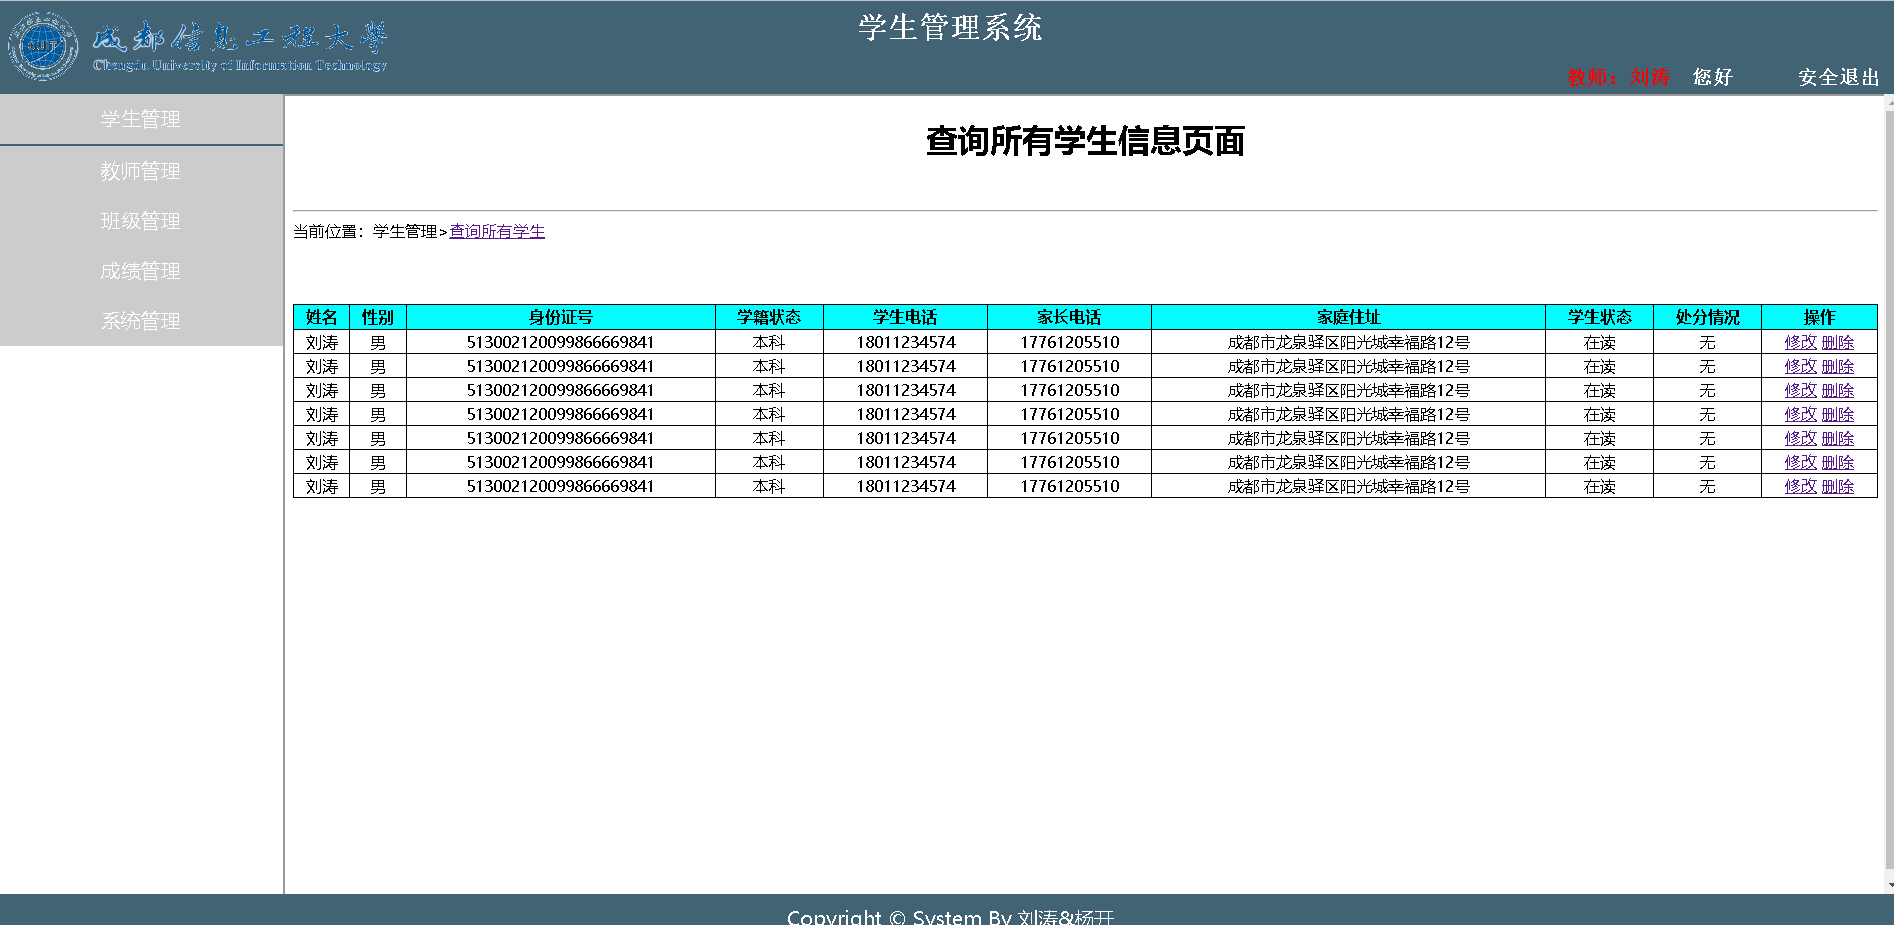 CUIT
成都信息工程大學
Chengdu University of Information Technology
学生管理系统
教师：刘涛 您好 安全退出
学生管理
教师管理
班级管理
成绩管理
系统管理
查询所有学生信息页面
当前位置：学生管理>查询所有学生
姓名 性别 身份证号 学籍状态 学生电话 家长电话 家庭住址 学生状态 处分情况 操作
刘涛 男 513002120099866669841 本科 18011234574 17761205510 成都市龙泉驿区阳光城幸福路12号 在读 无 修改 删除
刘涛 男 513002120099866669841 本科 18011234574 17761205510 成都市龙泉驿区阳光城幸福路12号 在读 无 修改 删除
刘涛 男 513002120099866669841 本科 18011234574 17761205510 成都市龙泉驿区阳光城幸福路12号 在读 无 修改 删除
刘涛 男 513002120099866669841 本科 18011234574 17761205510 成都市龙泉驿区阳光城幸福路12号 在读 无 修改 删除
刘涛 男 513002120099866669841 本科 18011234574 17761205510 成都市龙泉驿区阳光城幸福路12号 在读 无 修改 删除
刘涛 男 513002120099866669841 本科 18011234574 17761205510 成都市龙泉驿区阳光城幸福路12号 在读 无 修改 删除
刘涛 男 513002120099866669841 本科 18011234574 17761205510 成都市龙泉驿区阳光城幸福路12号 在读 无 修改 删除
Copyright © System By 刘涛&杨开